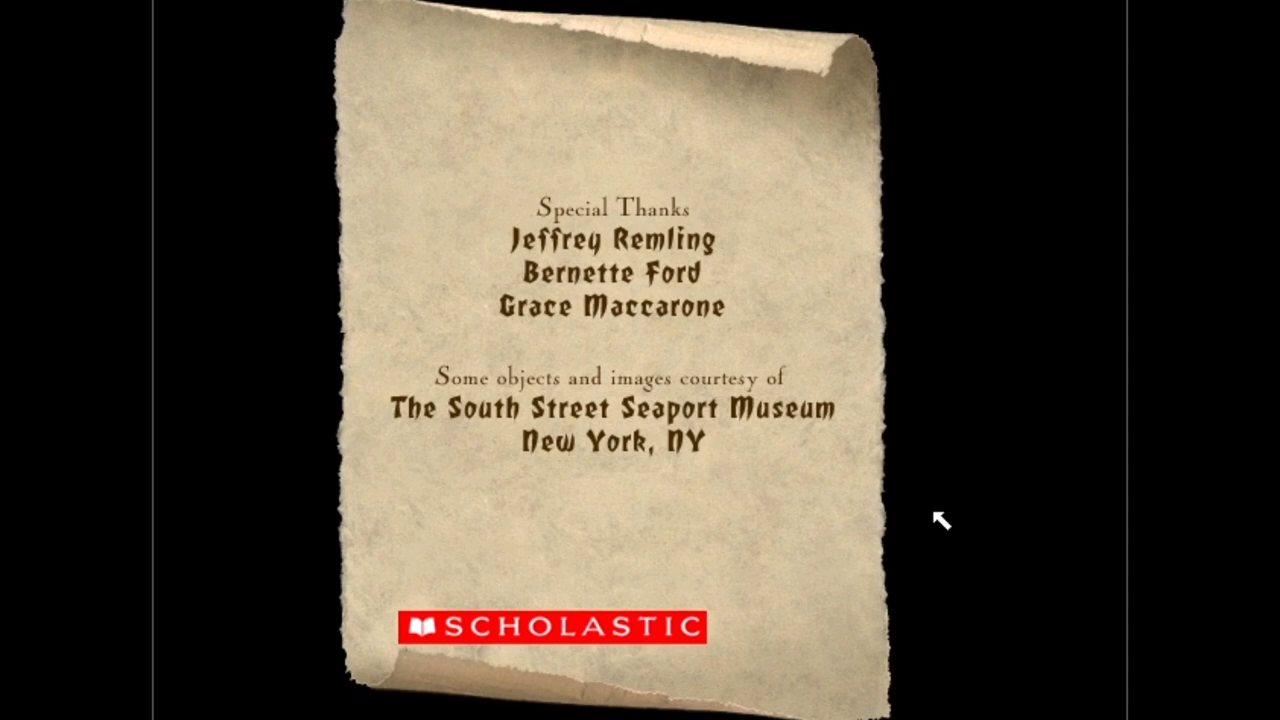 Special Thanks
Jeffrey Remling
Bernette Ford
Grace Maccarone
Some objects and images courtesy of
The South Street Seaport Museum
New York, NY
SCHOLASTIC